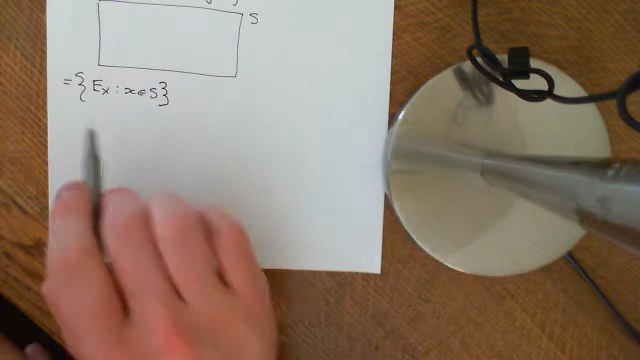 S
= { Ex : x ∈ S }